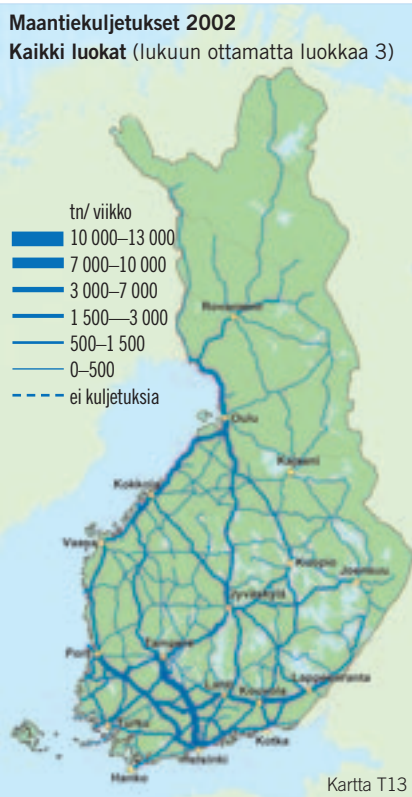 Maantiekuljetukset 2002
Kaikki luokat (lukuun ottamatta luokkaa 3)
tn/ viikko
10 000–13 000
7 000–10 000
3 000–7 000
1 500––3 000
500–1 500
0–500
ei kuljetuksia
Rovaniemi
Oulu
Kajaani
Kokkola
Vaasa
Kuopio
Joensuu
Jyväskylä
Pori
Tampere
Lahti
Kouvola
Lappeenranta
Turku
Kotka
Helsinki
Hanko
Kartta T13